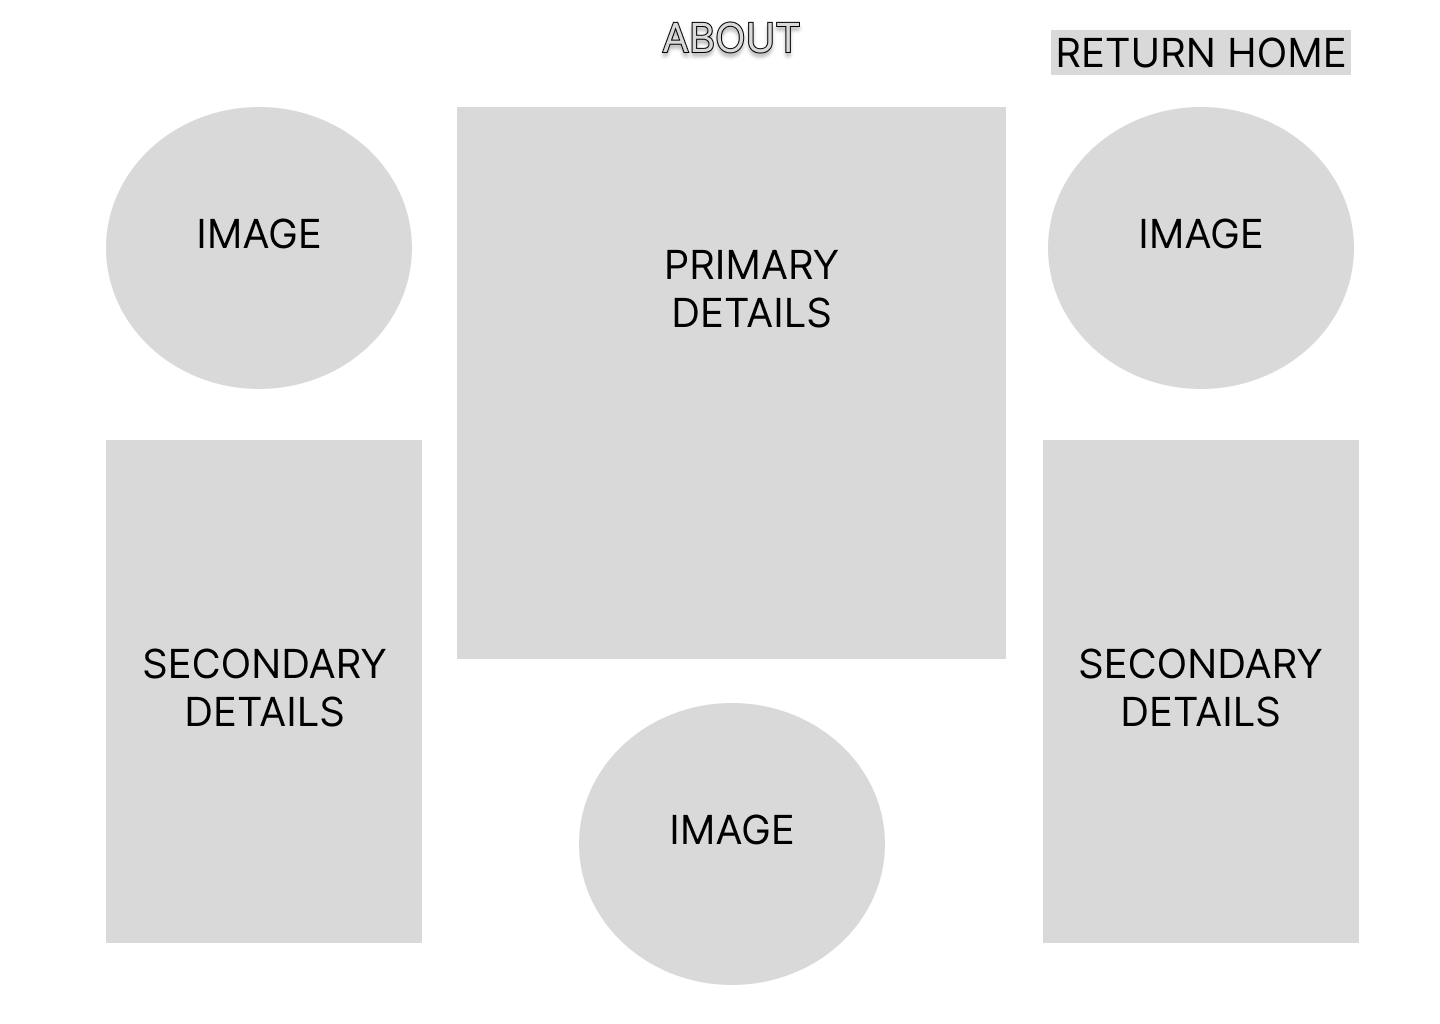 ABOUT
RETURN HOME
IMAGE
PRIMARY
DETAILS
IMAGE
SECONDARY
DETAILS
SECONDARY
DETAILS
IMAGE